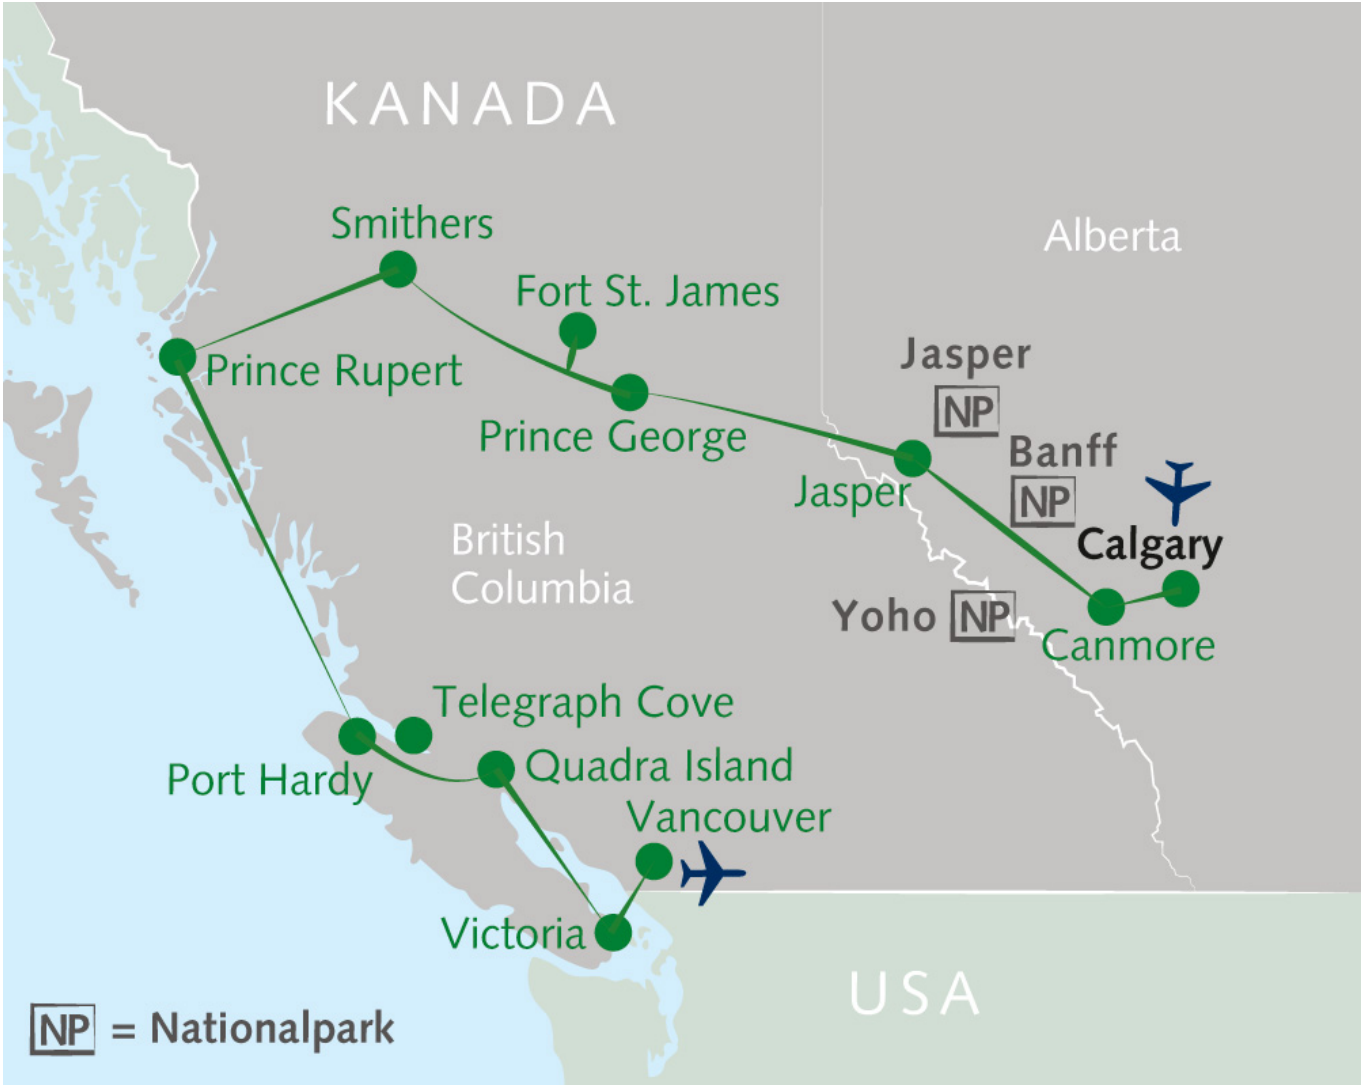 KANADA
Smithers
Alberta
Fort St. James
Jasper
NP
Prince Rupert
Prince George
Banff
NP
Jasper
British
Columbia
Calgary
Yoho NP
Canmore
Telegraph Cove
Port Hardy
Quadra Island
Vancouver
Victoria
USA
NP = Nationalpark